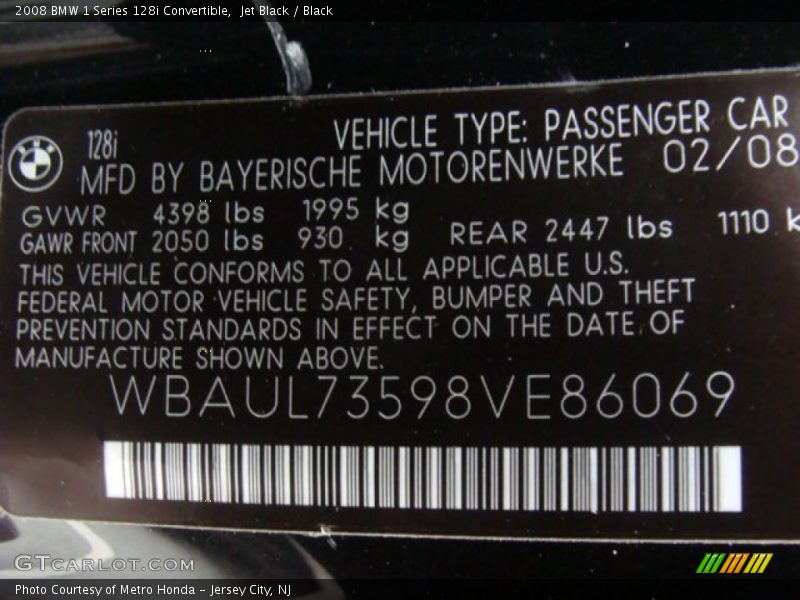 2008 BMW 1 Series 128i Convertible,  Jet Black / Black
128i
VEHICLE TYPE: PASSENGER CAR
MFD BY BAYERISCHE MOTORENWERKE 02/08
GVWR 4398 lbs 1995 kg
GAWR FRONT 2050 lbs 930 kg REAR 2447 lbs 1110 k
THIS VEHICLE CONFORMS TO ALL APPLICABLE U.S.
FEDERAL MOTOR VEHICLE SAFETY, BUMPER AND THEFT
PREVENTION STANDARDS IN EFFECT ON THE DATE OF
MANUFACTURE SHOWN ABOVE.
WBAUL73598VE86069
GTCARLOT.COM
Photo Courtesy of Metro Honda – Jersey City, NJ